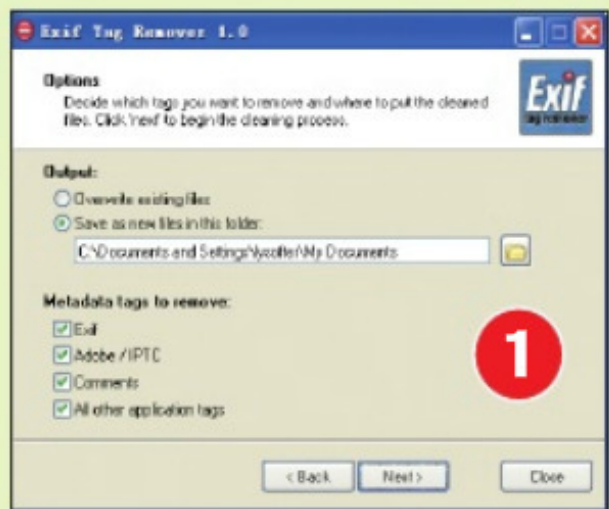 Exif Tag Remover 1.0
Options
Decide which tags you want to remove and where to put the cleaned
files. Click 'next' to begin the cleaning process.
Exif
tag remover
Output:
Overwrite existing files
Save as new files in this folder:
C:\Documents and Settings\lysofter\My Documents
Metadata tags to remove:
Exif
Adobe / IPTC
Comments
All other application tags
1
< Back Next > Close